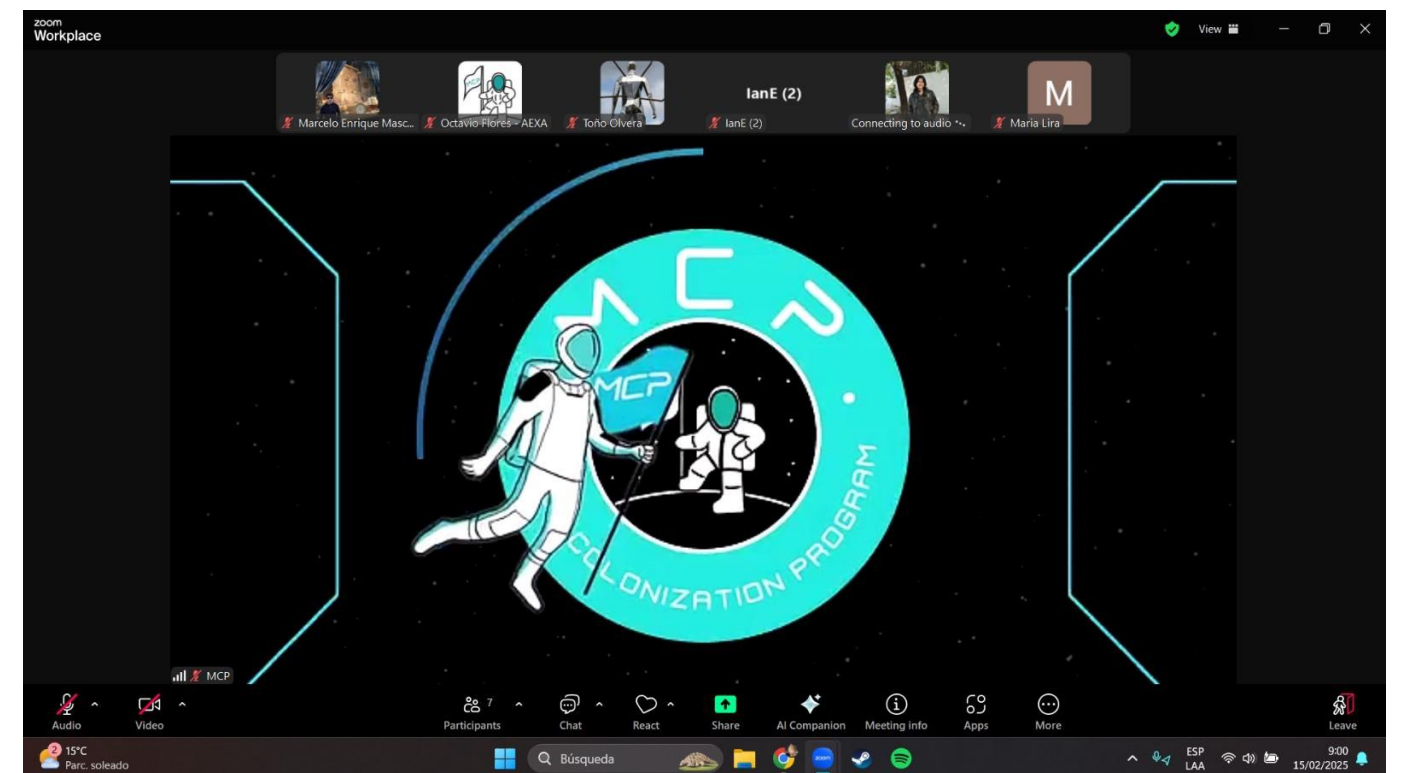 zoom
Workplace
View
IanE (2)
M
Marcelo Enrique Masc...
Octavio Flores - AEXA
Toño Olvera
IanE (2)
Connecting to audio
Maria Lira
MCP
MCP
MCP
COLONIZATION PROGRAM
MCP
Audio
Video
7
Participants
Chat
React
Share
AI Companion
Meeting info
Apps
More
Leave
2
15°C
Parc. soleado
Búsqueda
zoom
ESP
LAA
9:00
15/02/2025